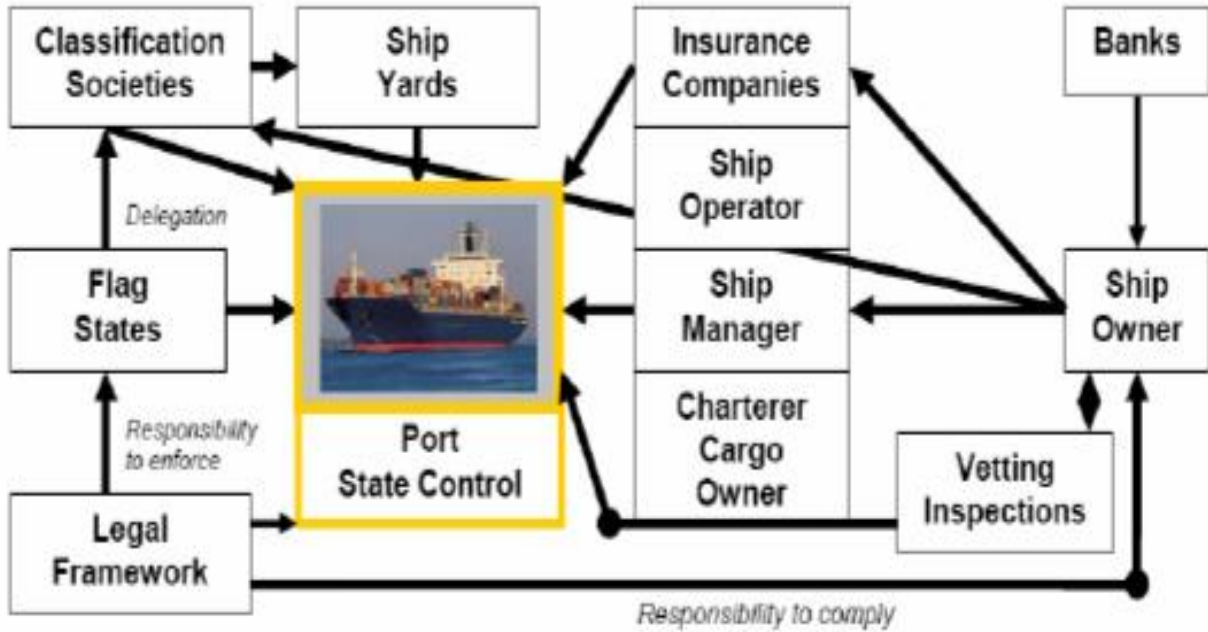 Classification
Societies
Ship
Yards
Insurance
Companies
Banks
Ship
Operator
Delegation
Flag
States
Ship
Manager
Ship
Owner
Responsibility
to enforce
Port
State Control
Charterer
Cargo
Owner
Vetting
Inspections
Legal
Framework
Responsibility to comply